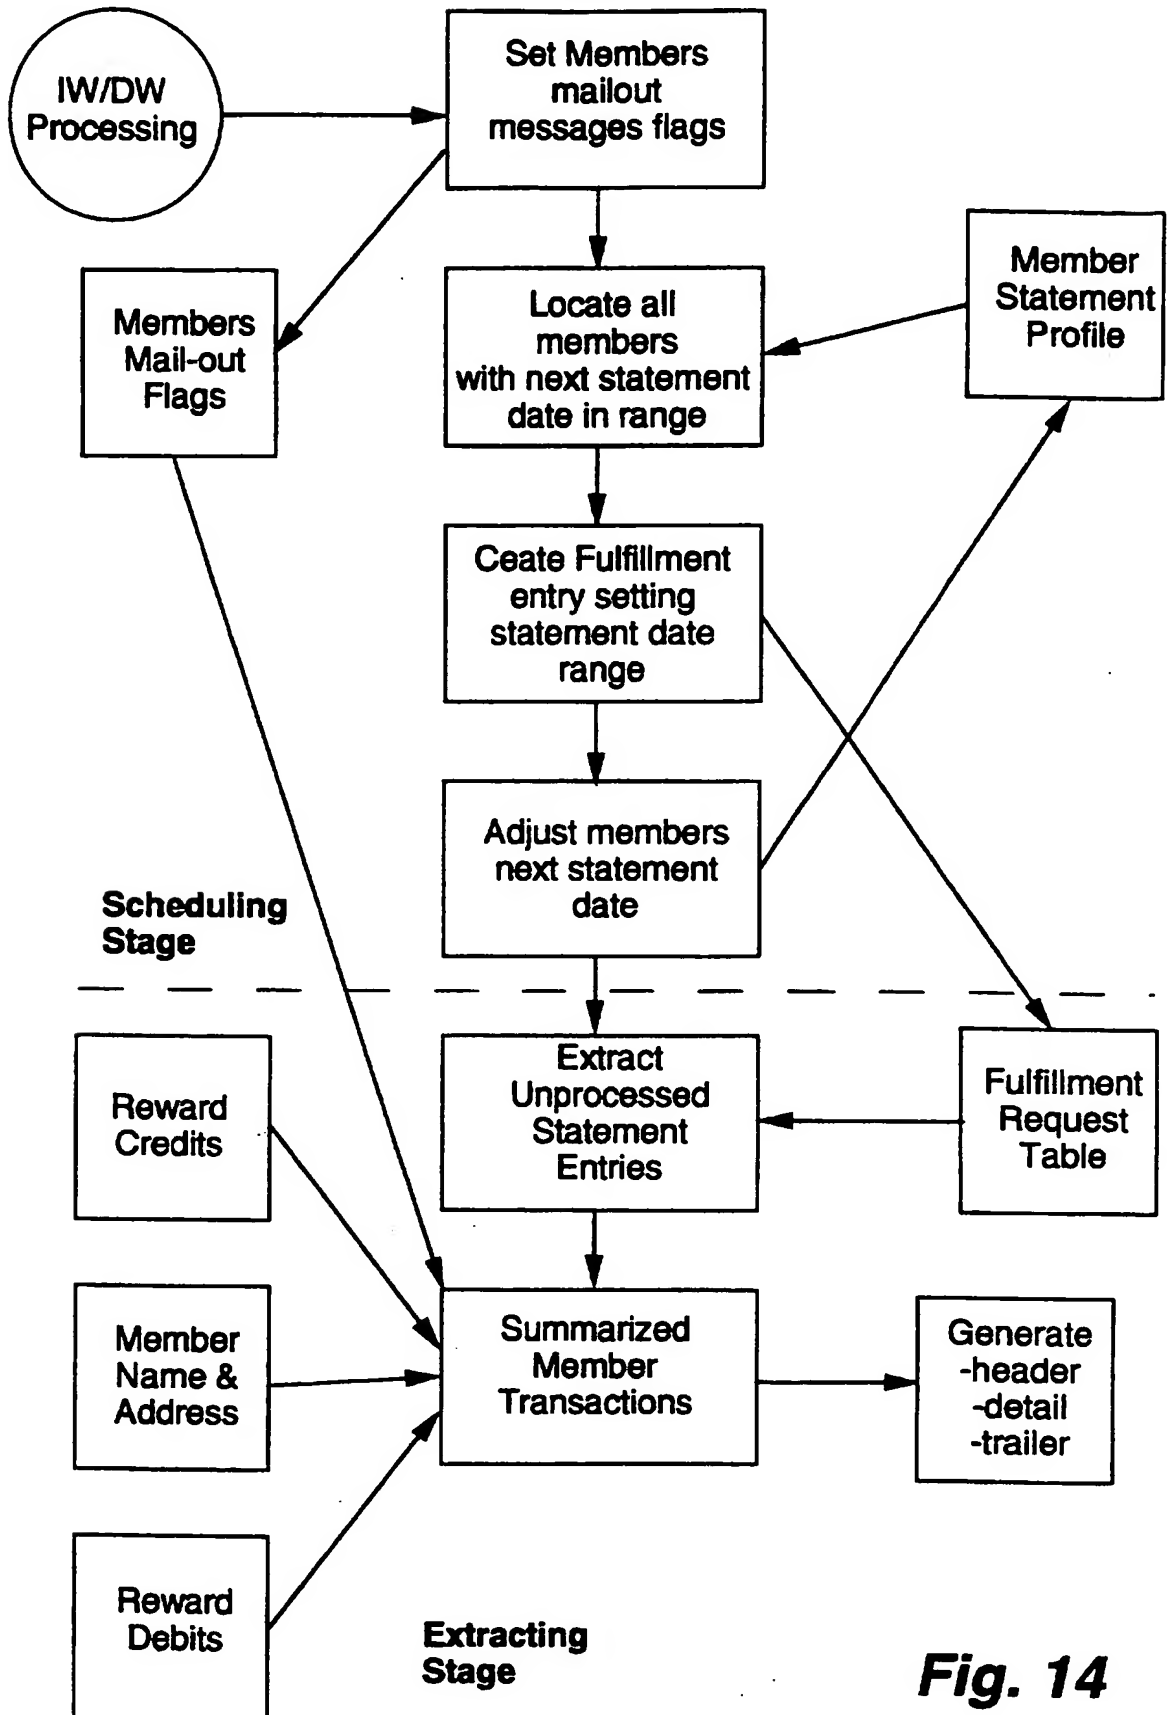 IW/DW
Processing
Set Members
mailout
messages flags
Members
Mail-out
Flags
Locate all
members
with next statement
date in range
Member
Statement
Profile
Ceate Fulfillment
entry setting
statement date
range
Adjust members
next statement
date
Scheduling
Stage
Reward
Credits
Extract
Unprocessed
Statement
Entries
Fulfillment
Request
Table
Member
Name &
Address
Summarized
Member
Transactions
Generate
-header
-detail
-trailer
Reward
Debits
Extracting
Stage
Fig. 14